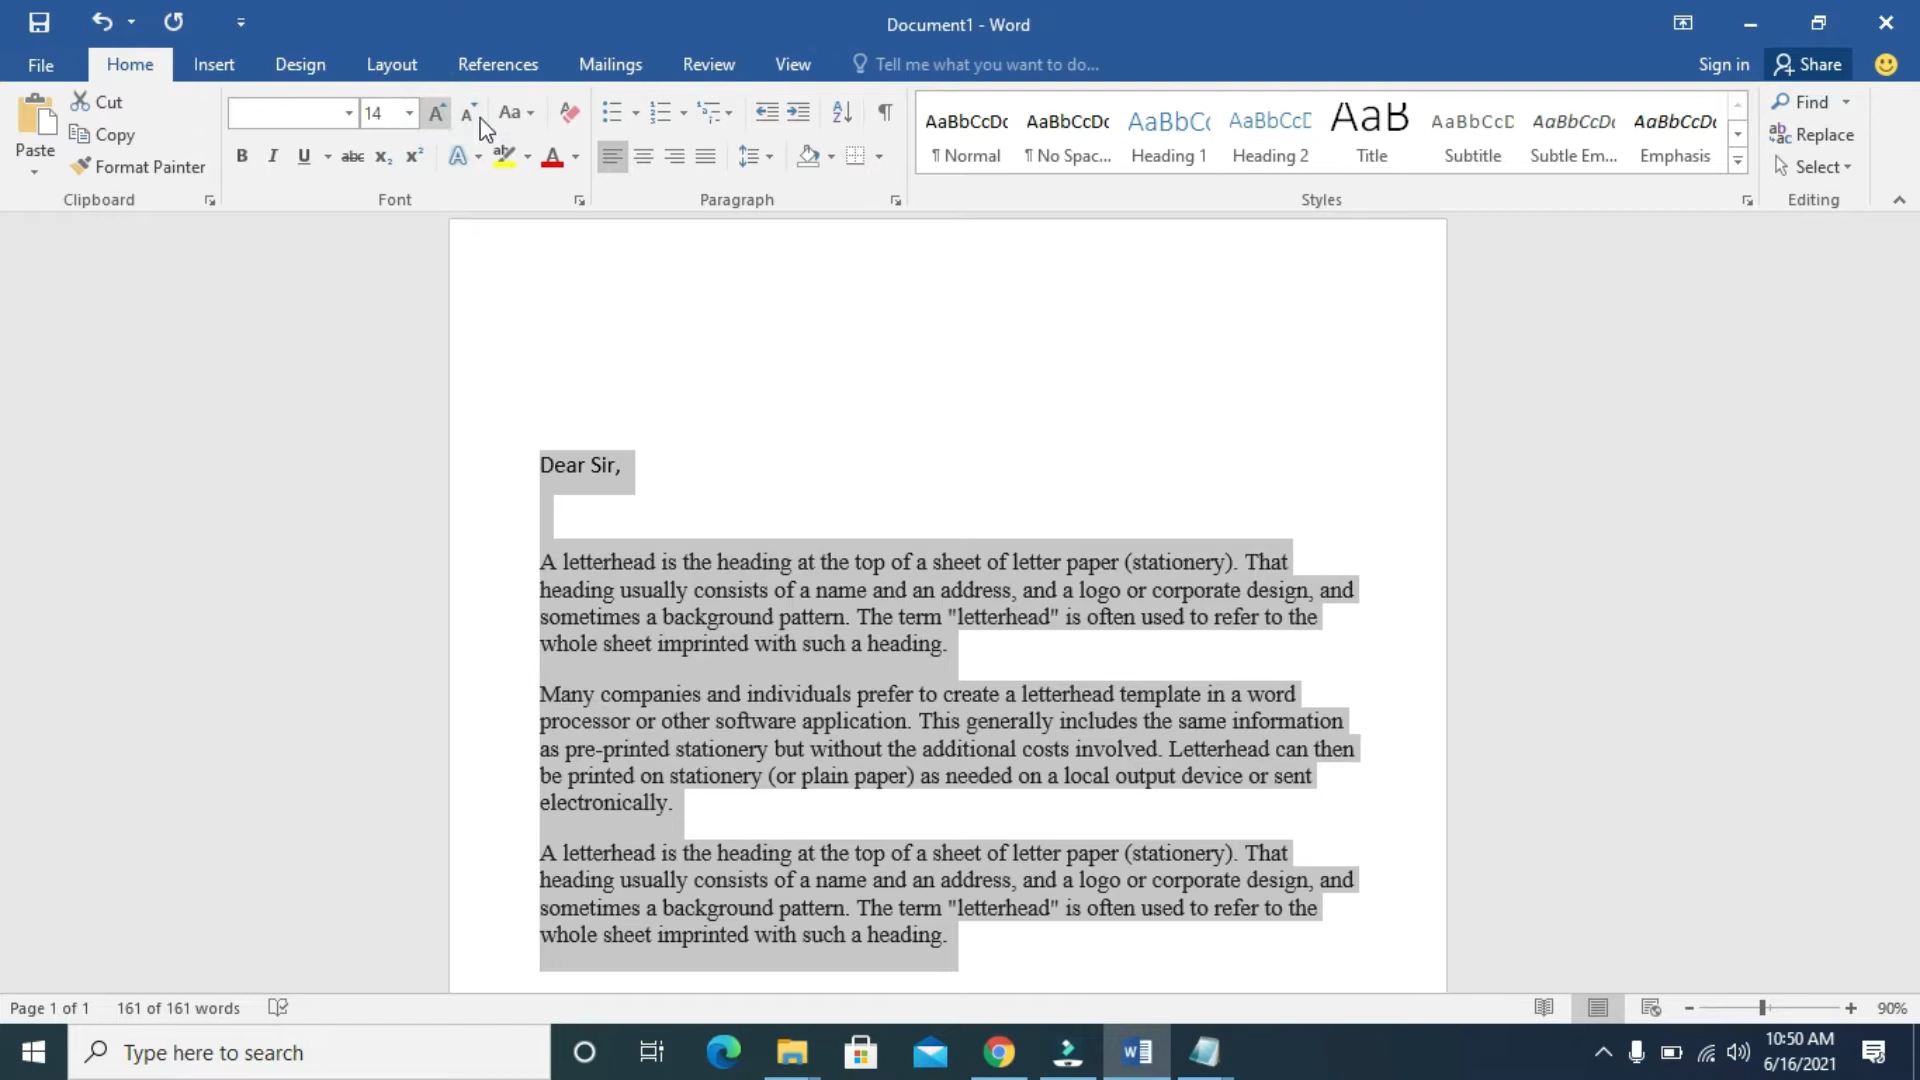 Document1 - Word
File Home Insert Design Layout References Mailings Review View Tell me what you want to do... Sign in Share
Paste
Cut
Copy
Format Painter
Clipboard
14
Aa
B I U abc x₂ x²
Font
Paragraph
AaBbCcDc AaBbCcDc AaBbC AaBbCcD AaB AaBbCcD AaBbCcDc AaBbCcDc
¶ Normal ¶ No Spac... Heading 1 Heading 2 Title Subtitle Subtle Em... Emphasis
Styles
Find
Replace
Select
Editing
Dear Sir,
A letterhead is the heading at the top of a sheet of letter paper (stationery). That
heading usually consists of a name and an address, and a logo or corporate design, and
sometimes a background pattern. The term "letterhead" is often used to refer to the
whole sheet imprinted with such a heading.
Many companies and individuals prefer to create a letterhead template in a word
processor or other software application. This generally includes the same information
as pre-printed stationery but without the additional costs involved. Letterhead can then
be printed on stationery (or plain paper) as needed on a local output device or sent
electronically.
A letterhead is the heading at the top of a sheet of letter paper (stationery). That
heading usually consists of a name and an address, and a logo or corporate design, and
sometimes a background pattern. The term "letterhead" is often used to refer to the
whole sheet imprinted with such a heading.
Page 1 of 1 161 of 161 words 90%
Type here to search
10:50 AM
6/16/2021